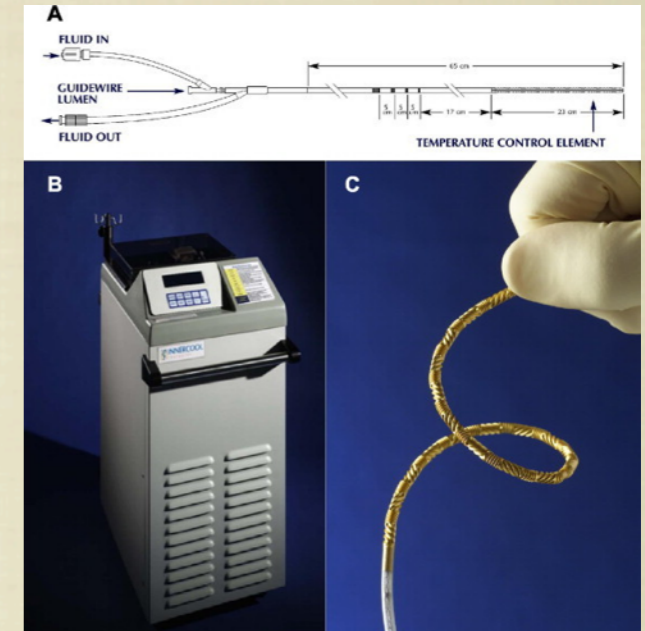 A
FLUID IN
65 cm
GUIDEWIRE
LUMEN
5 5 5
cm cm cm
17 cm
23 cm
FLUID OUT
TEMPERATURE CONTROL ELEMENT
B
C
INNERCOOL